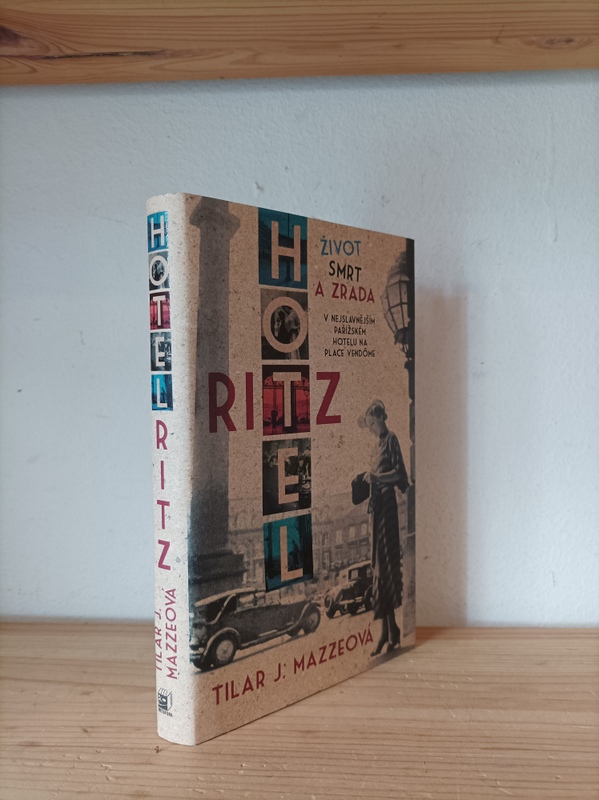 HOTEL
RITZ
TILAR J.
MAZZEOVÁ
HOTEL
RITZ
ŽIVOT
SMRT
A ZRADA
V NEJSLAVNĚJŠÍM
PAŘÍŽSKÉM
HOTELU NA
PLACE VENDÔME
TILAR J. MAZZEOVÁ